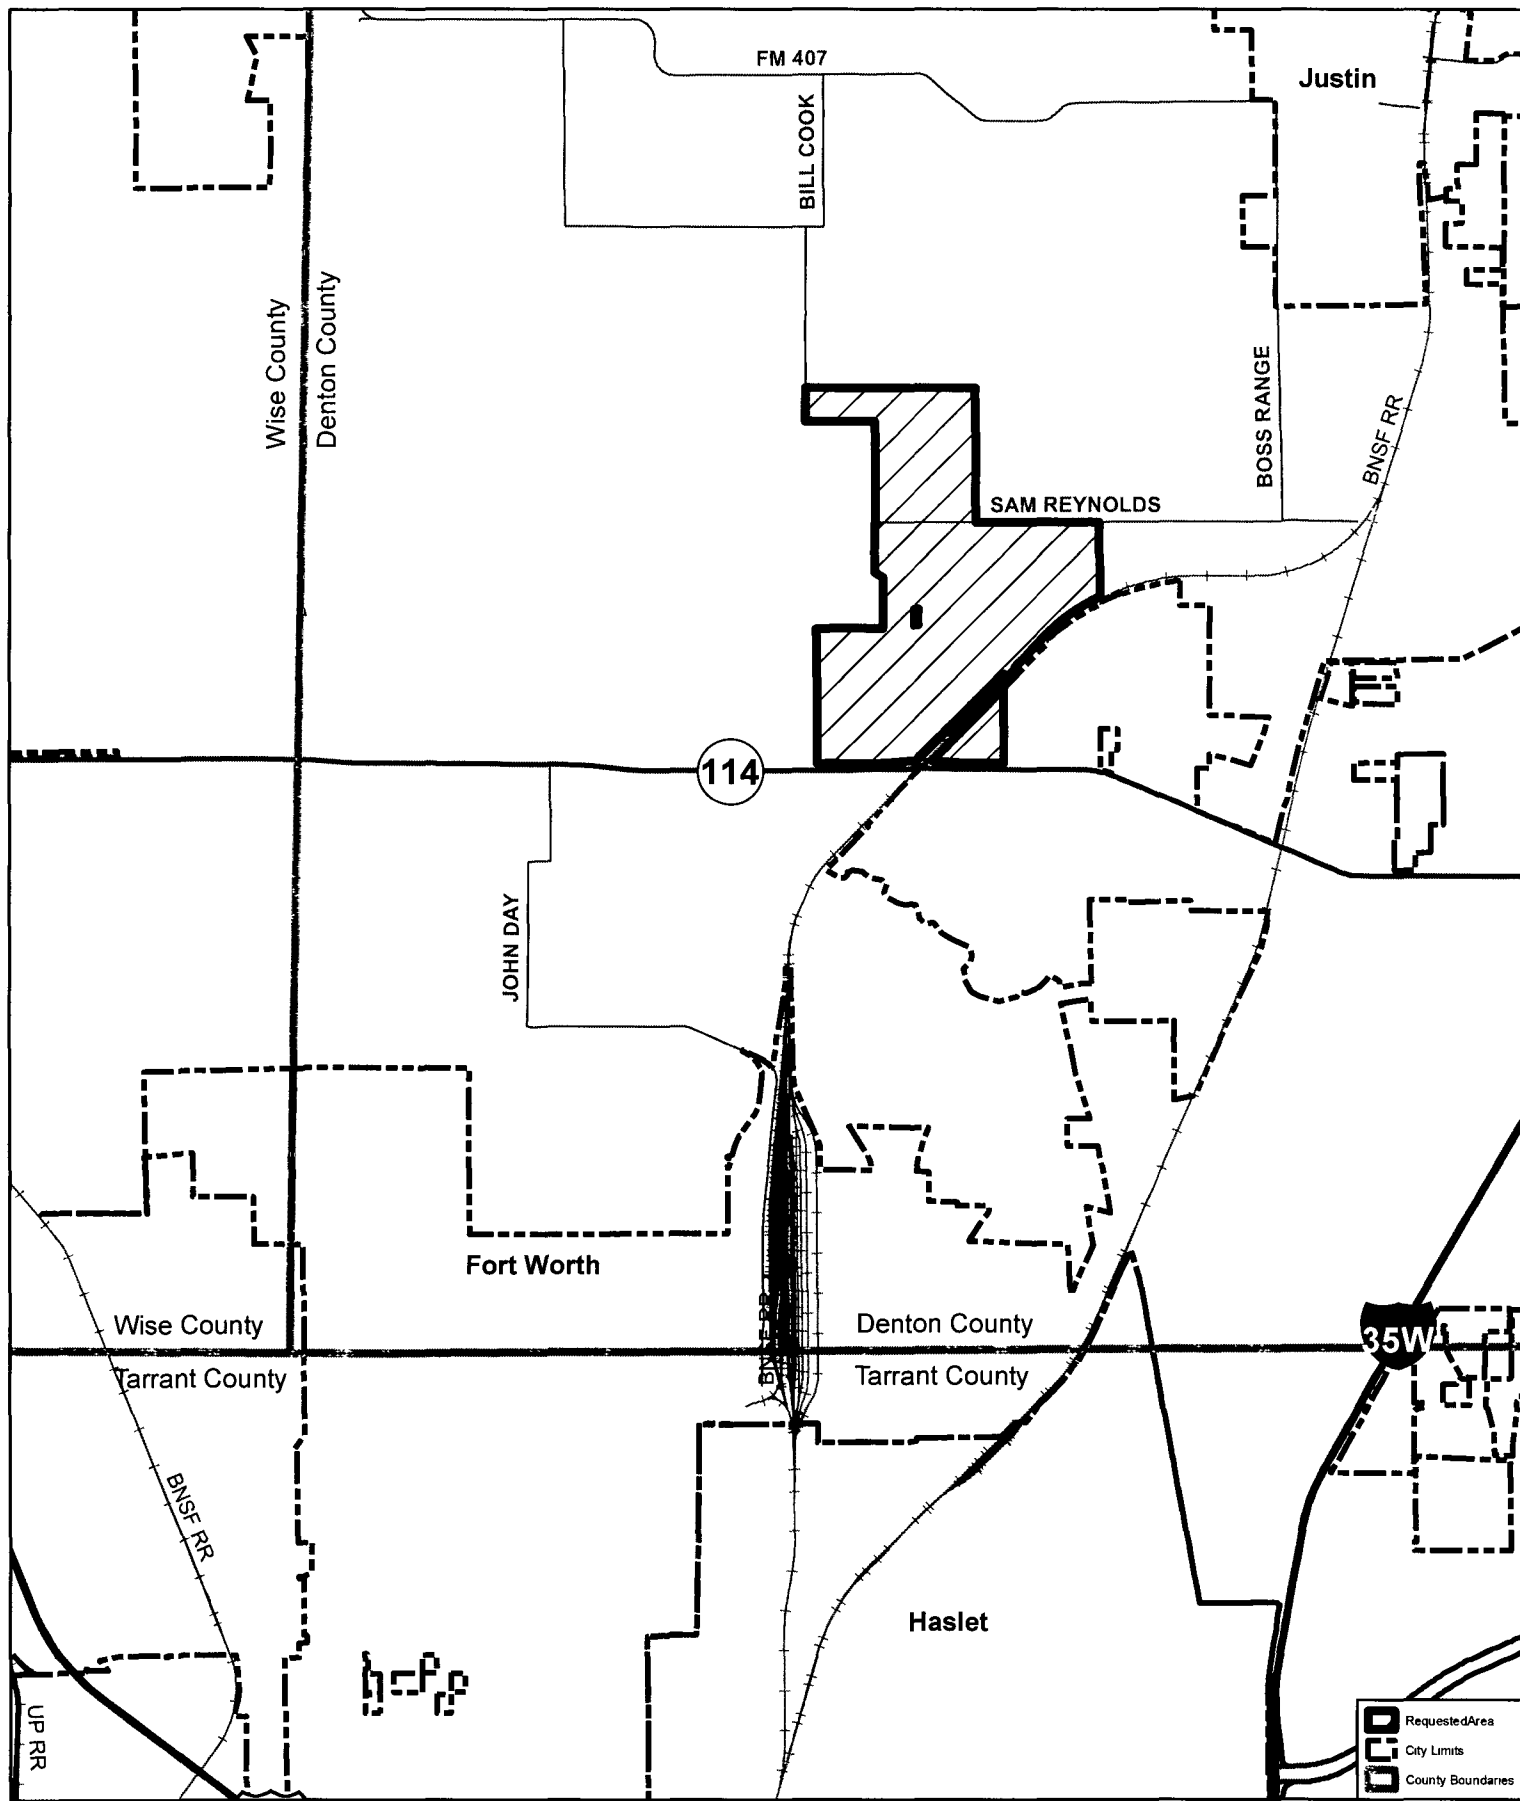 FM 407
Justin
BILL COOK
Wise County
Denton County
BOSS RANGE
BNSF RR
SAM REYNOLDS
114
JOHN DAY
Fort Worth
Wise County
Denton County
35W
Tarrant County
Tarrant County
BNSF RR
BNSF RR
Haslet
UP RR
RequestedArea
City Limits
County Boundaries